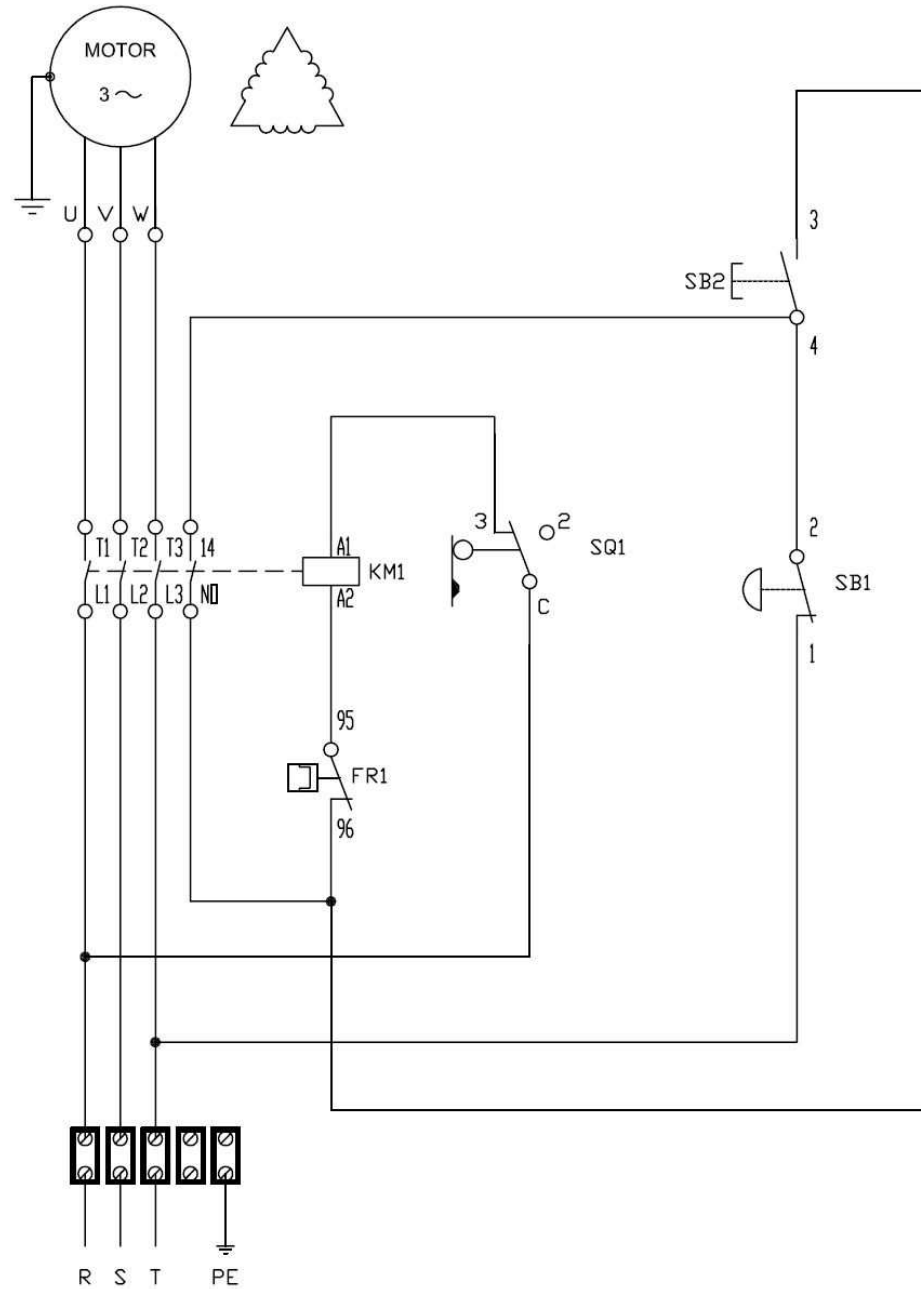 MOTOR
3~
U V W
3
SB2
4
T1 T2 T3 14
A1
KM1
3 2
SQ1
2
L1 L2 L3 NO
A2
C
SB1
1
95
FR1
96
R S T PE